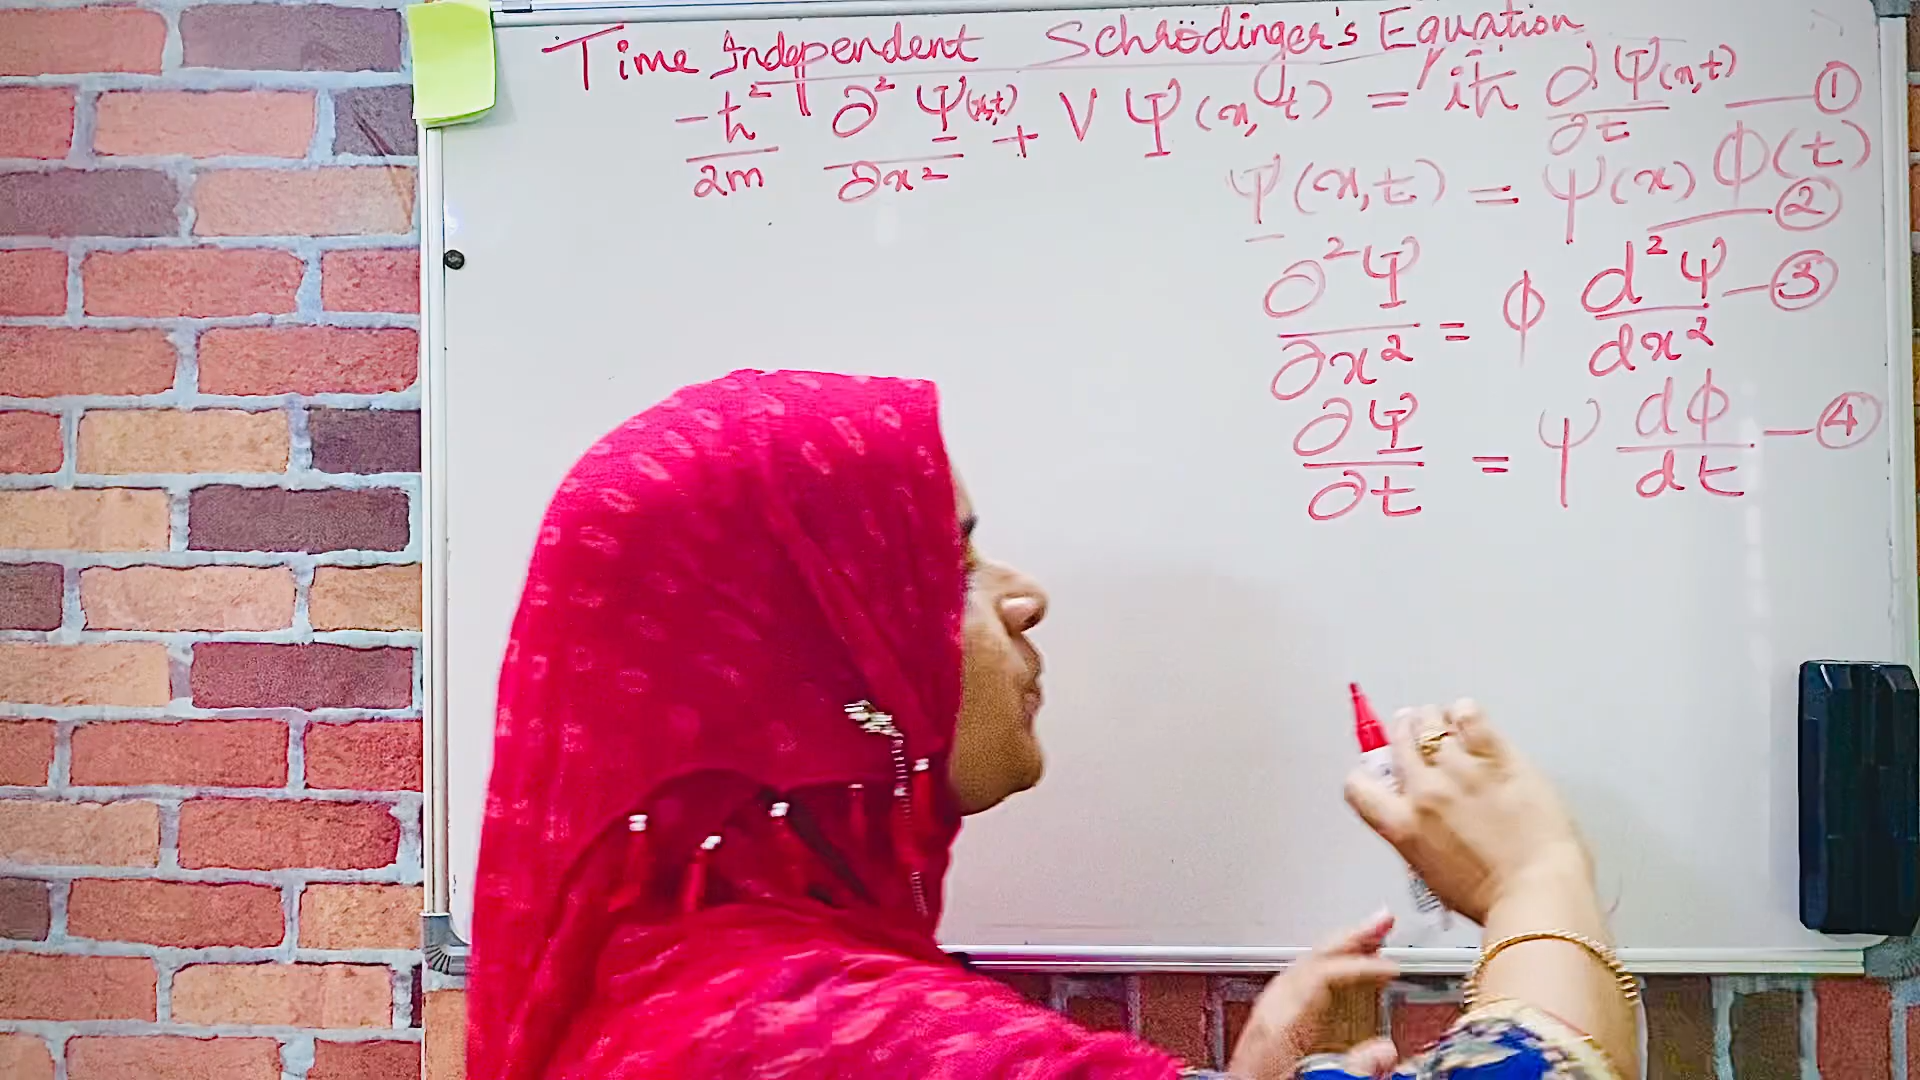 Time Independent Schrödinger's Equation
-ħ²/2m ∂²Ψ(x,t)/∂x² + V Ψ(x,t) = iħ ∂Ψ(x,t)/∂t — ①
Ψ(x,t) = ψ(x) Φ(t) — ②
∂²Ψ/∂x² = ϕ d²ψ/dx² — ③
∂Ψ/∂t = ψ dϕ/dt — ④